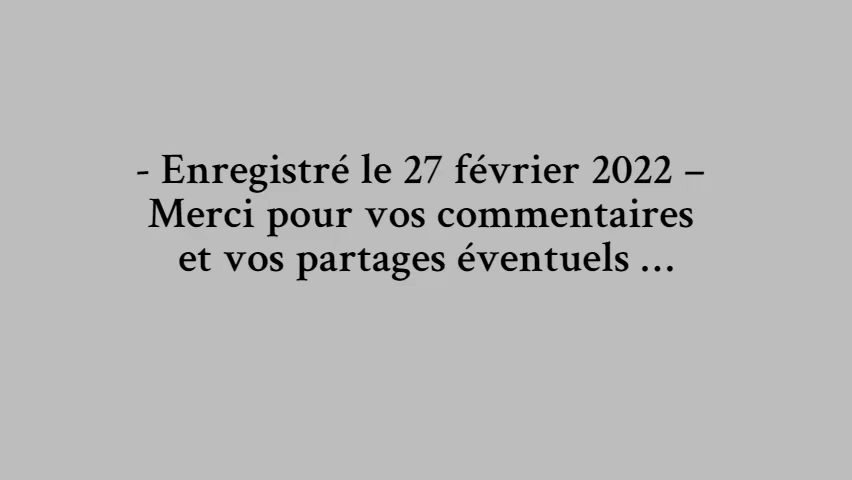 - Enregistré le 27 février 2022 –
Merci pour vos commentaires
et vos partages éventuels ...